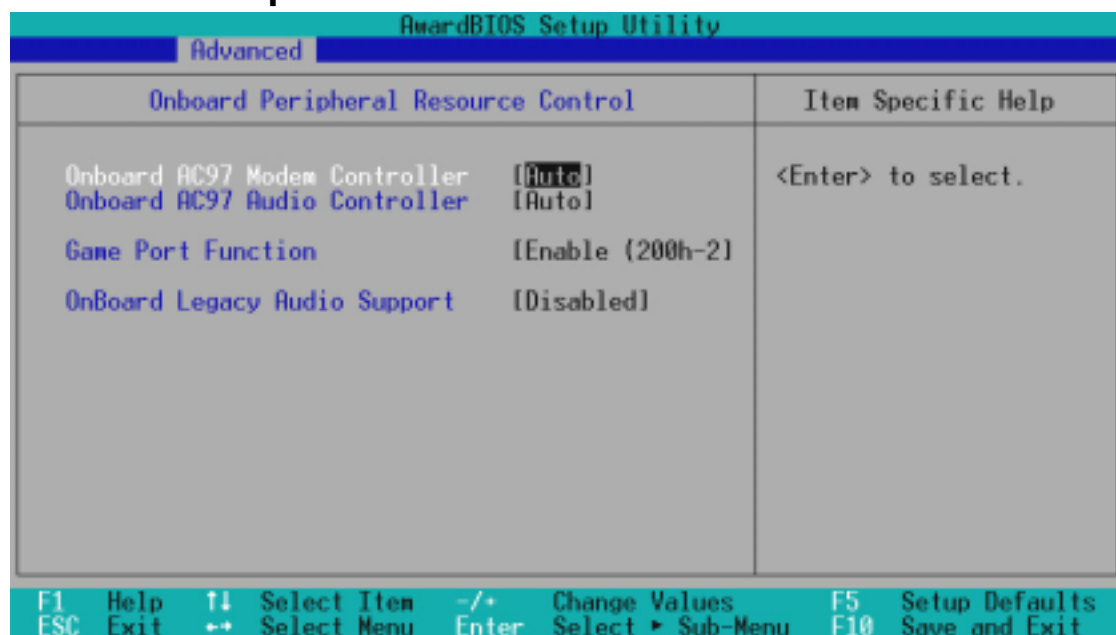 AwardBIOS Setup Utility
Advanced
Onboard Peripheral Resource Control
Item Specific Help
Onboard AC97 Modem Controller [Auto]
<Enter> to select.
Onboard AC97 Audio Controller [Auto]
Game Port Function [Enable (200h-2]
OnBoard Legacy Audio Support [Disabled]
F1 Help ↑↓ Select Item -/+ Change Values F5 Setup Defaults
ESC Exit ←→ Select Menu Enter Select ► Sub-Menu F10 Save and Exit